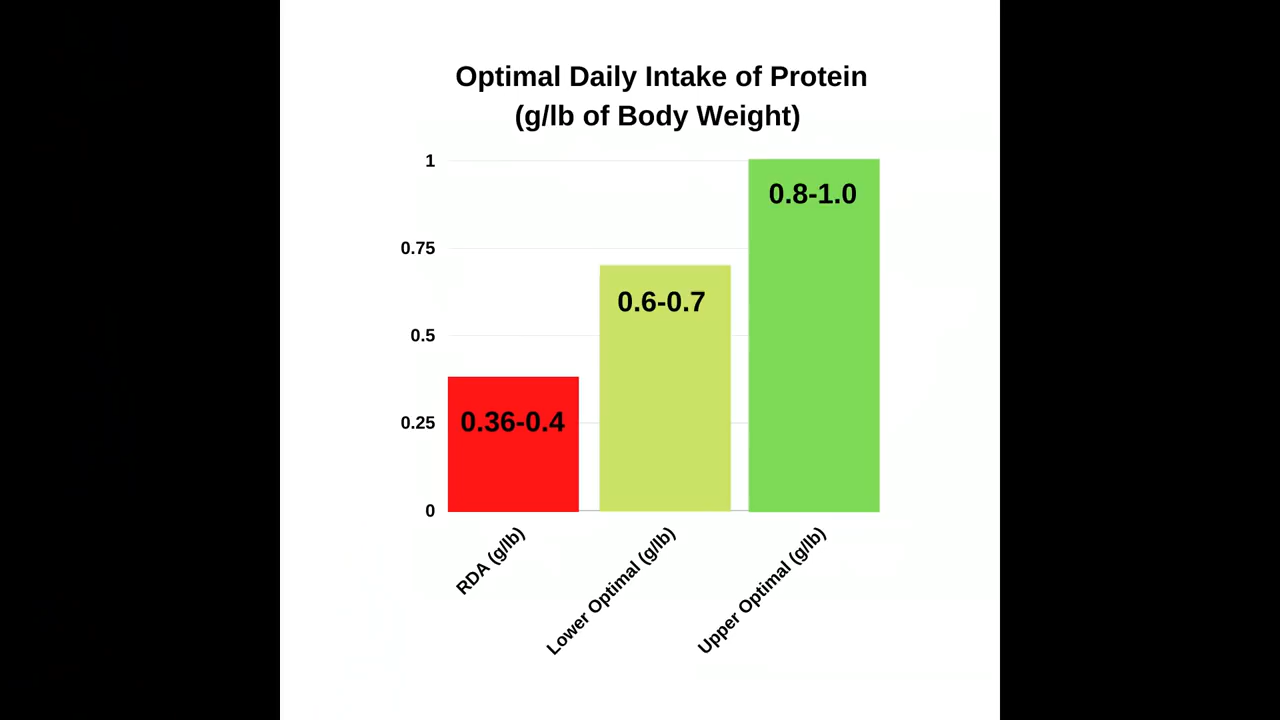 Optimal Daily Intake of Protein
(g/lb of Body Weight)
1
0.75
0.5
0.25
0
0.36-0.4
0.6-0.7
0.8-1.0
RDA (g/lb)
Lower Optimal (g/lb)
Upper Optimal (g/lb)